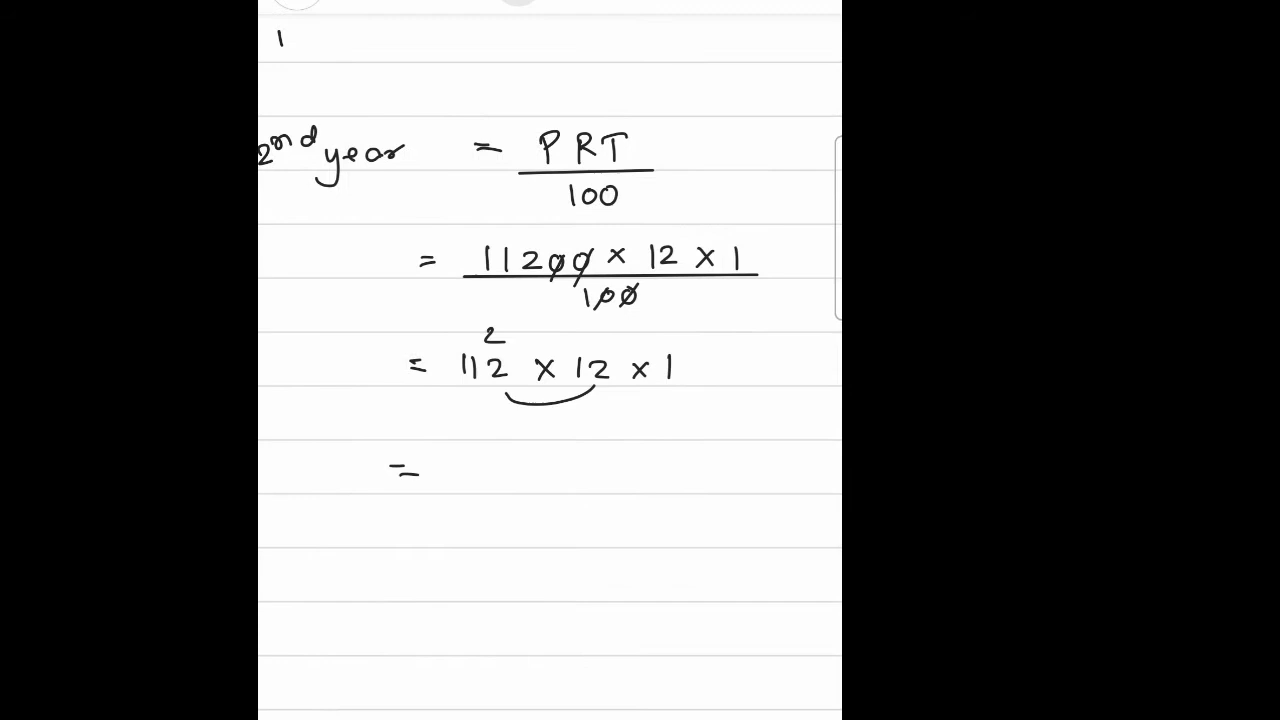 1
2nd year = PRT
100
= 11200 × 12 × 1
100
2
= 112 × 12 × 1
=